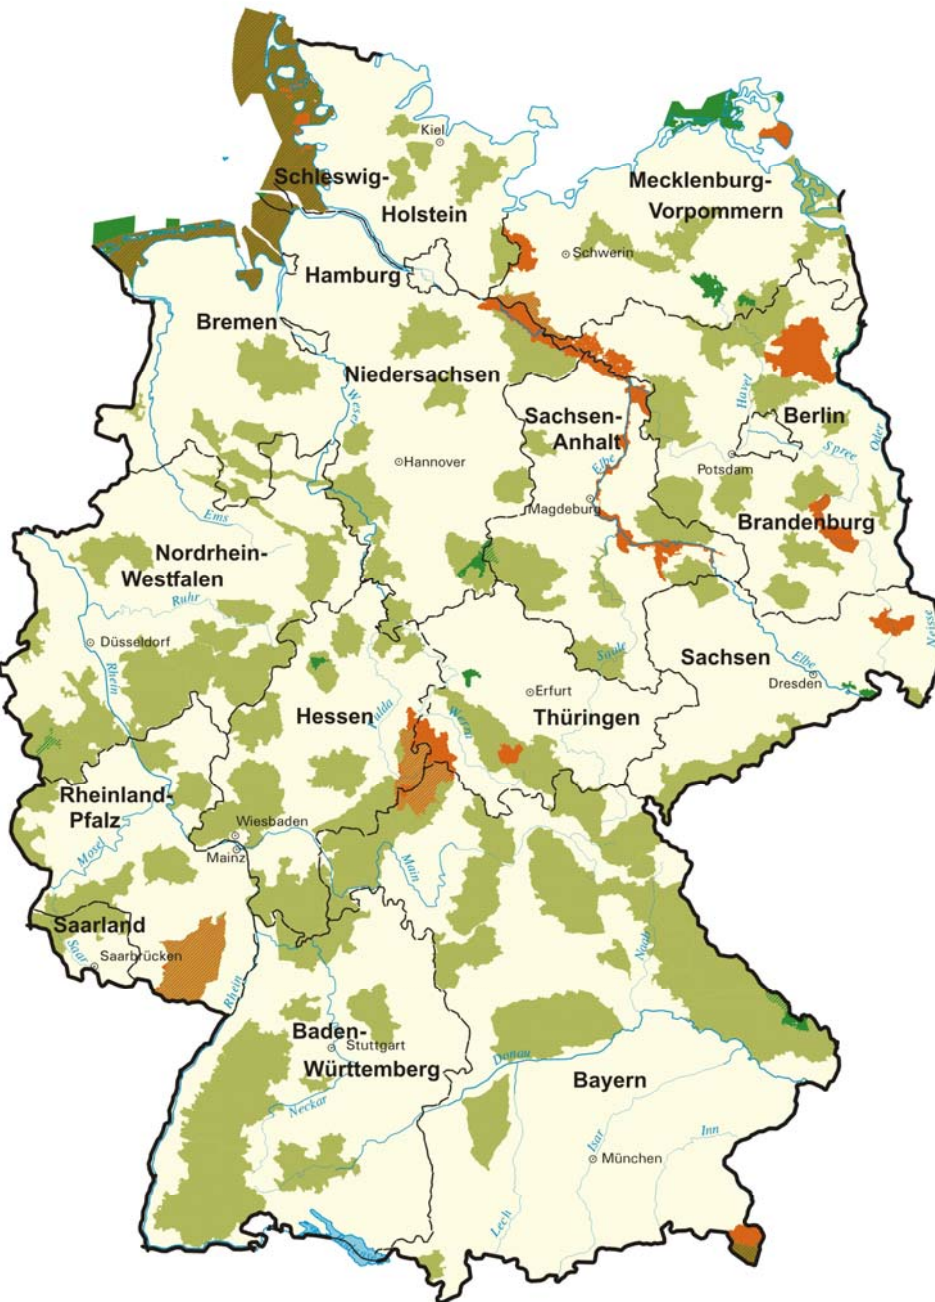 Kiel
Schleswig-
Holstein
Mecklenburg-
Vorpommern
Schwerin
Hamburg
Bremen
Niedersachsen
Weser
Havel
Berlin
Sachsen-
Anhalt
Elbe
Hannover
Potsdam
Spree
Oder
Magdeburg
Brandenburg
Ems
Nordrhein-
Westfalen
Ruhr
Düsseldorf
Rhein
Neisse
Saale
Sachsen
Elbe
Dresden
Erfurt
Hessen
Fulda
Werra
Thüringen
Rheinland-
Pfalz
Wiesbaden
Mainz
Mosel
Main
Saarland
Saar
Saarbrücken
Rhein
Naab
Baden-
Stuttgart
Württemberg
Donau
Bayern
Neckar
Isar
Inn
München
Lech